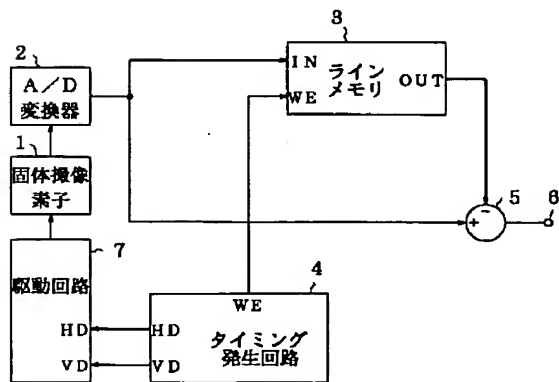 2
A/D
変換器
1
固体撮像
素子
3
IN
ライン
メモリ
OUT
WE
5
+
-
6
7
駆動回路
HD
VD
4
WE
HD
タイミング
発生回路
VD